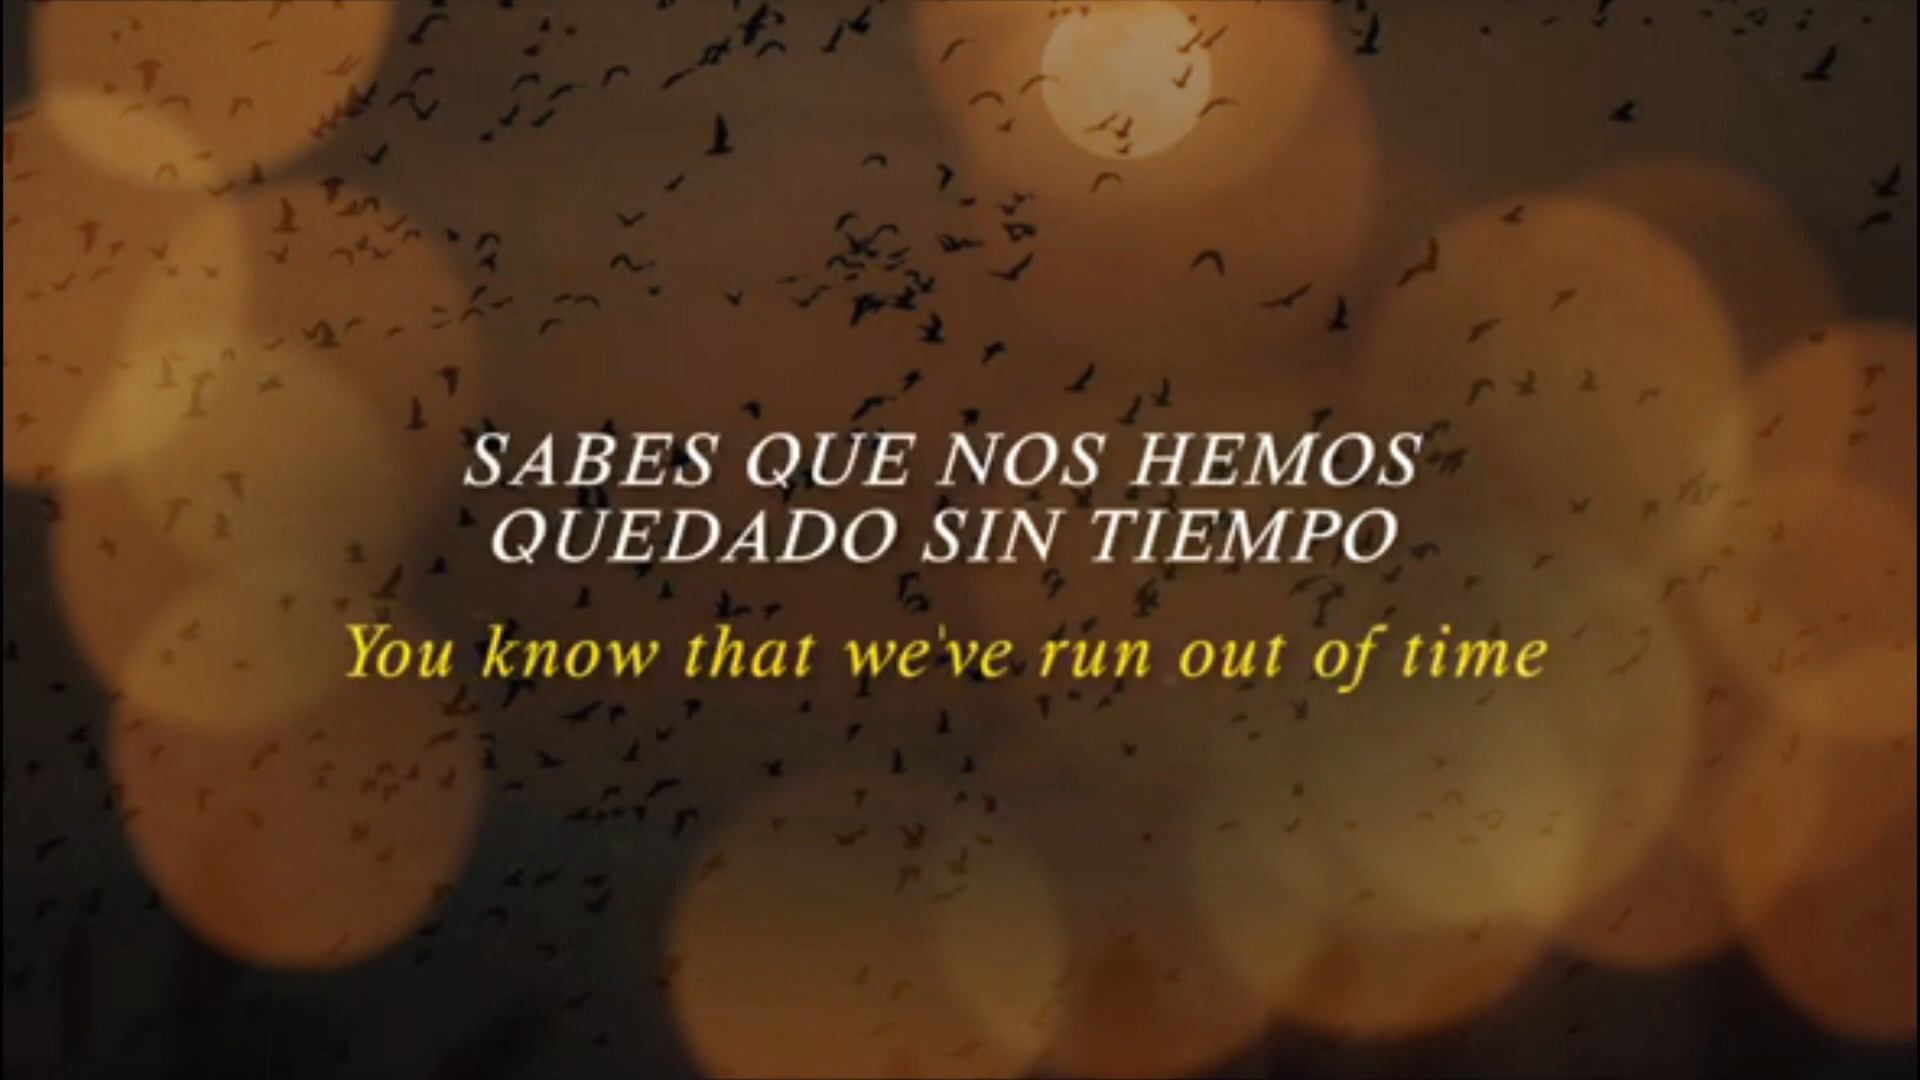 SABES QUE NOS HEMOS
QUEDADO SIN TIEMPO
You know that we've run out of time